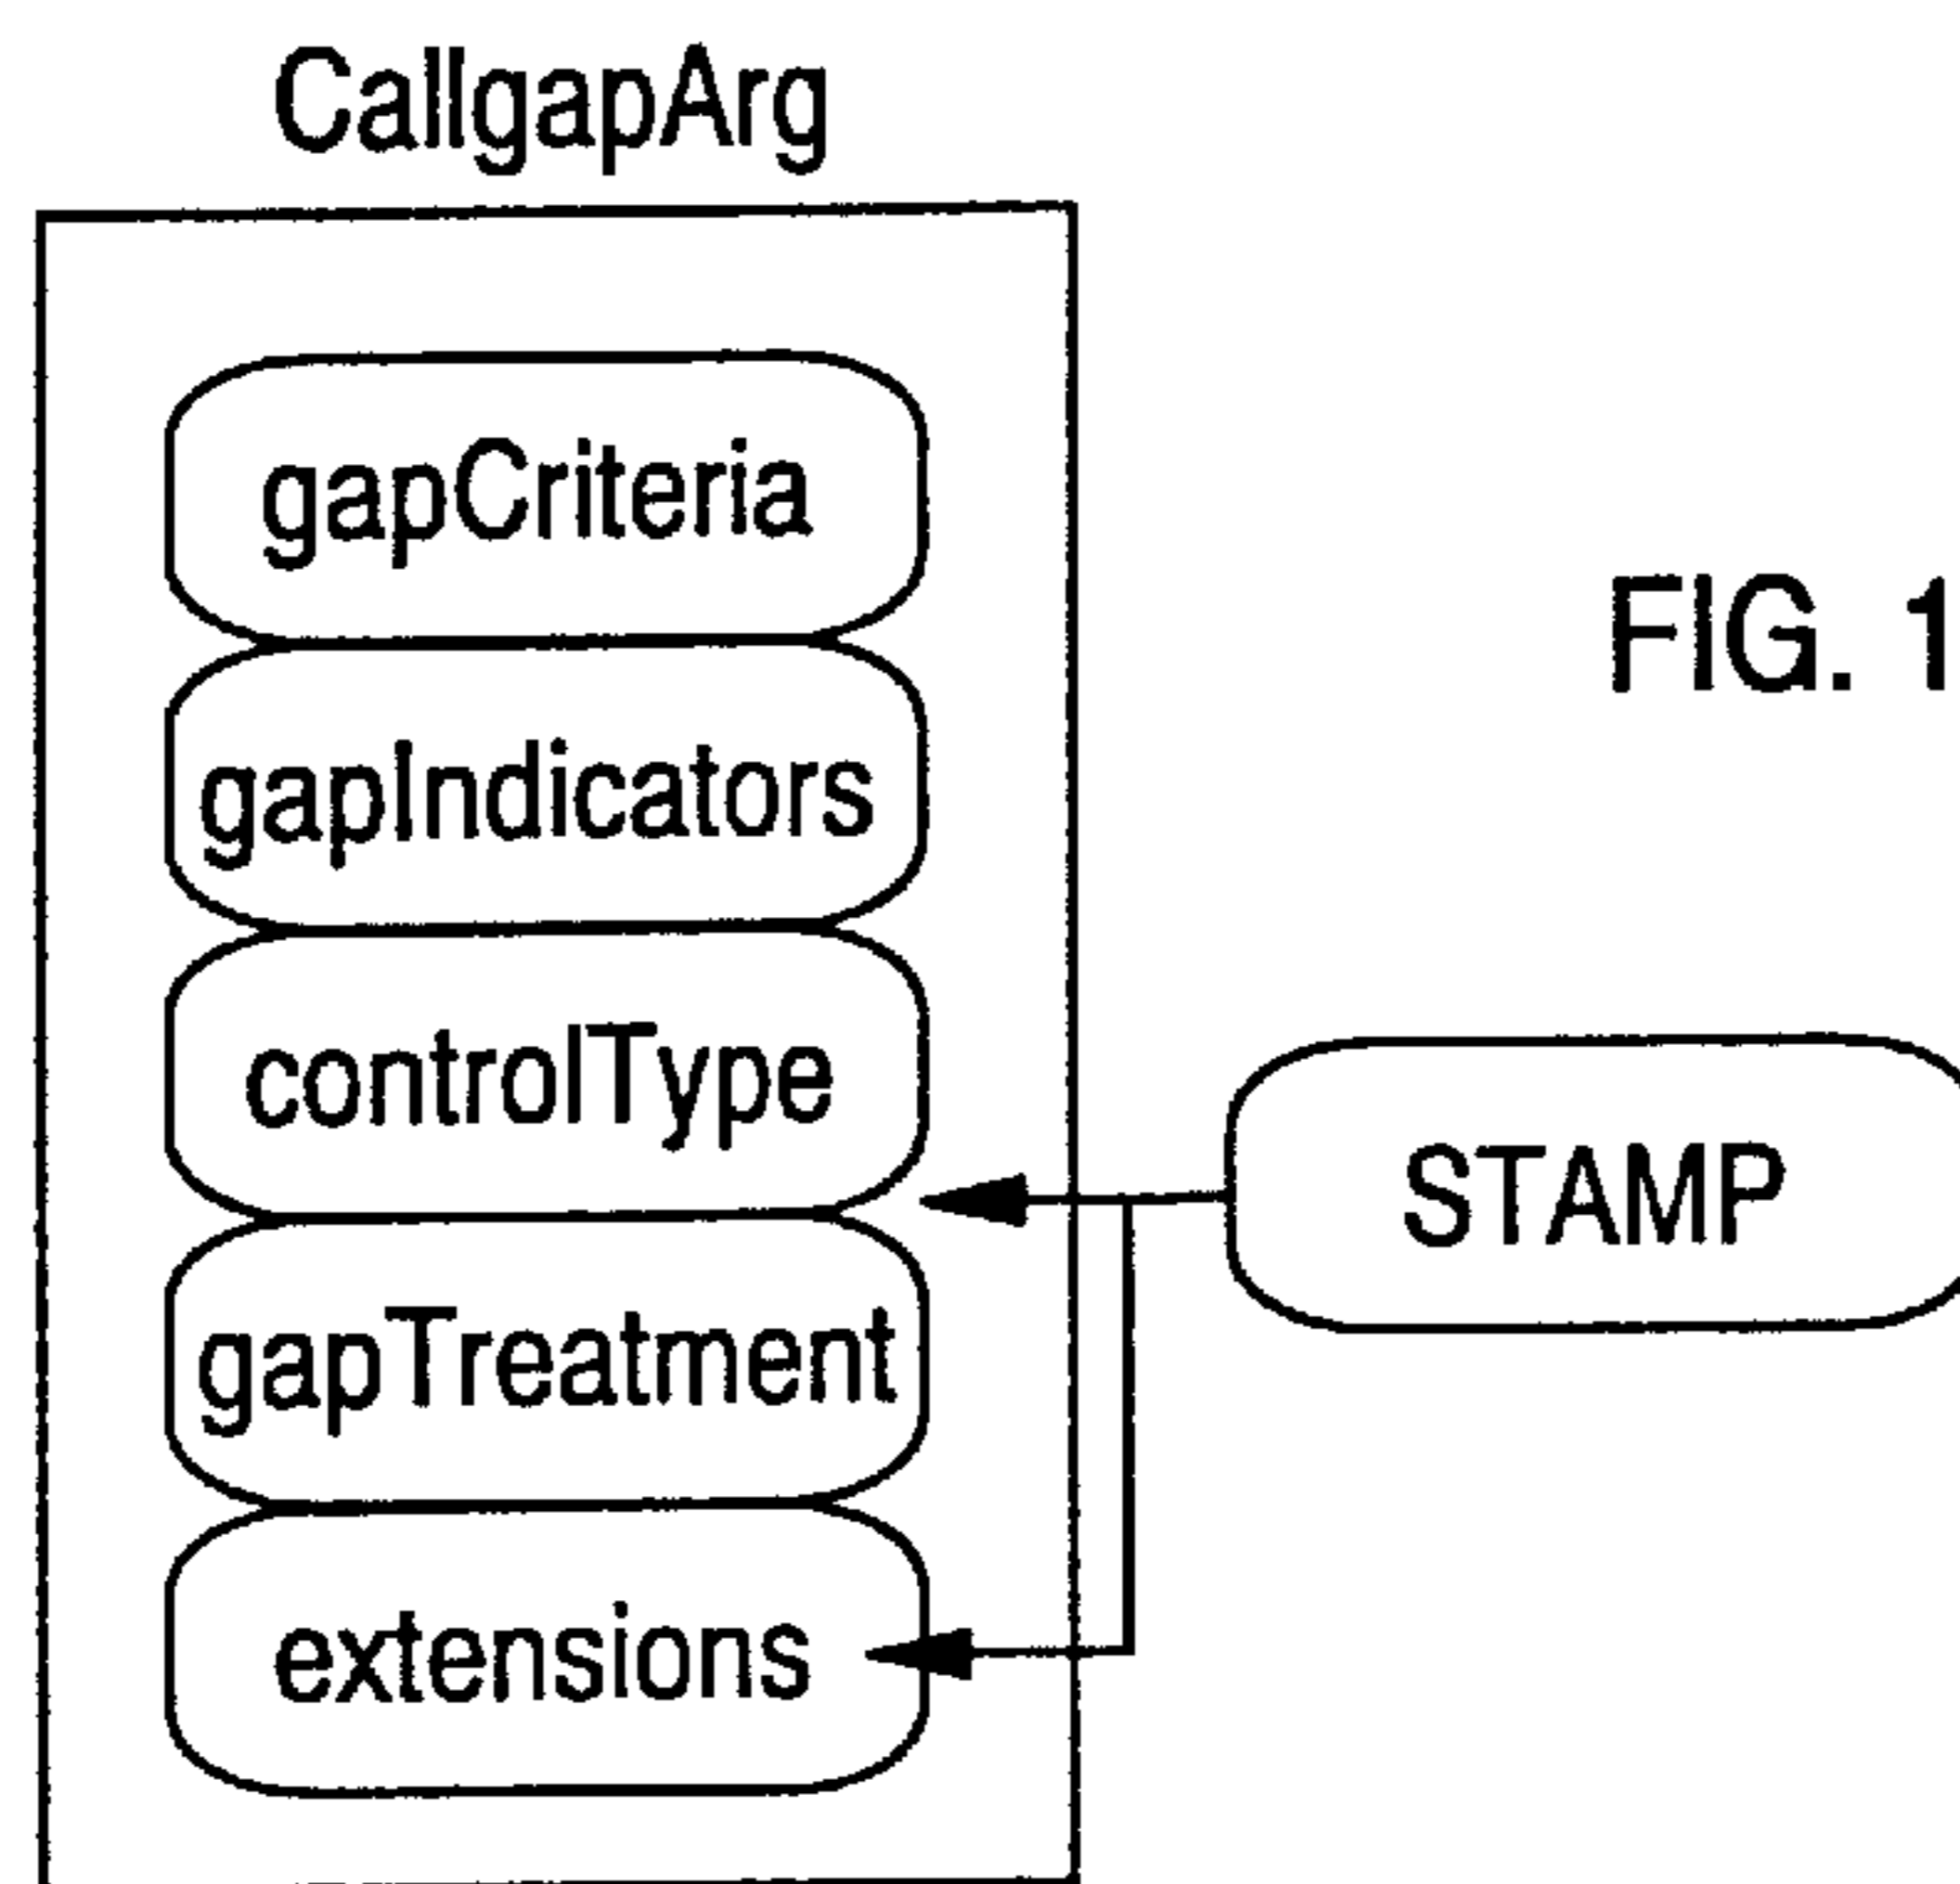 CallgapArg
gapCriteria
FIG. 1
gapIndicators
controlType
STAMP
gapTreatment
extensions